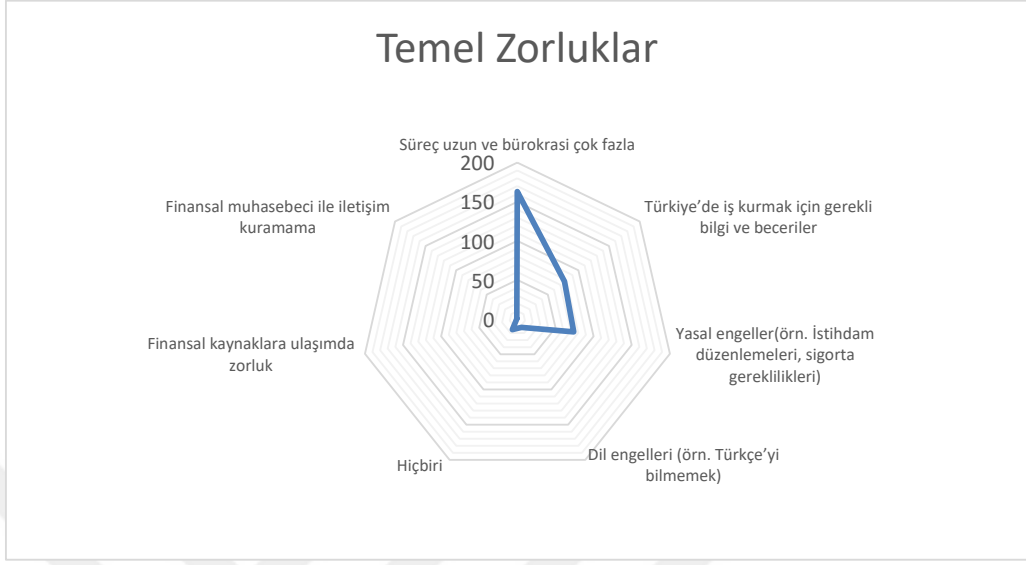 Temel Zorluklar
Süreç uzun ve bürokrasi çok fazla
200
150
100
50
0
Türkiye’de iş kurmak için gerekli
bilgi ve beceriler
Yasal engeller(örn. İstihdam
düzenlemeleri, sigorta
gereklilikleri)
Dil engelleri (örn. Türkçe’yi
bilmemek)
Hiçbiri
Finansal kaynaklara ulaşımda
zorluk
Finansal muhasebeci ile iletişim
kuramama